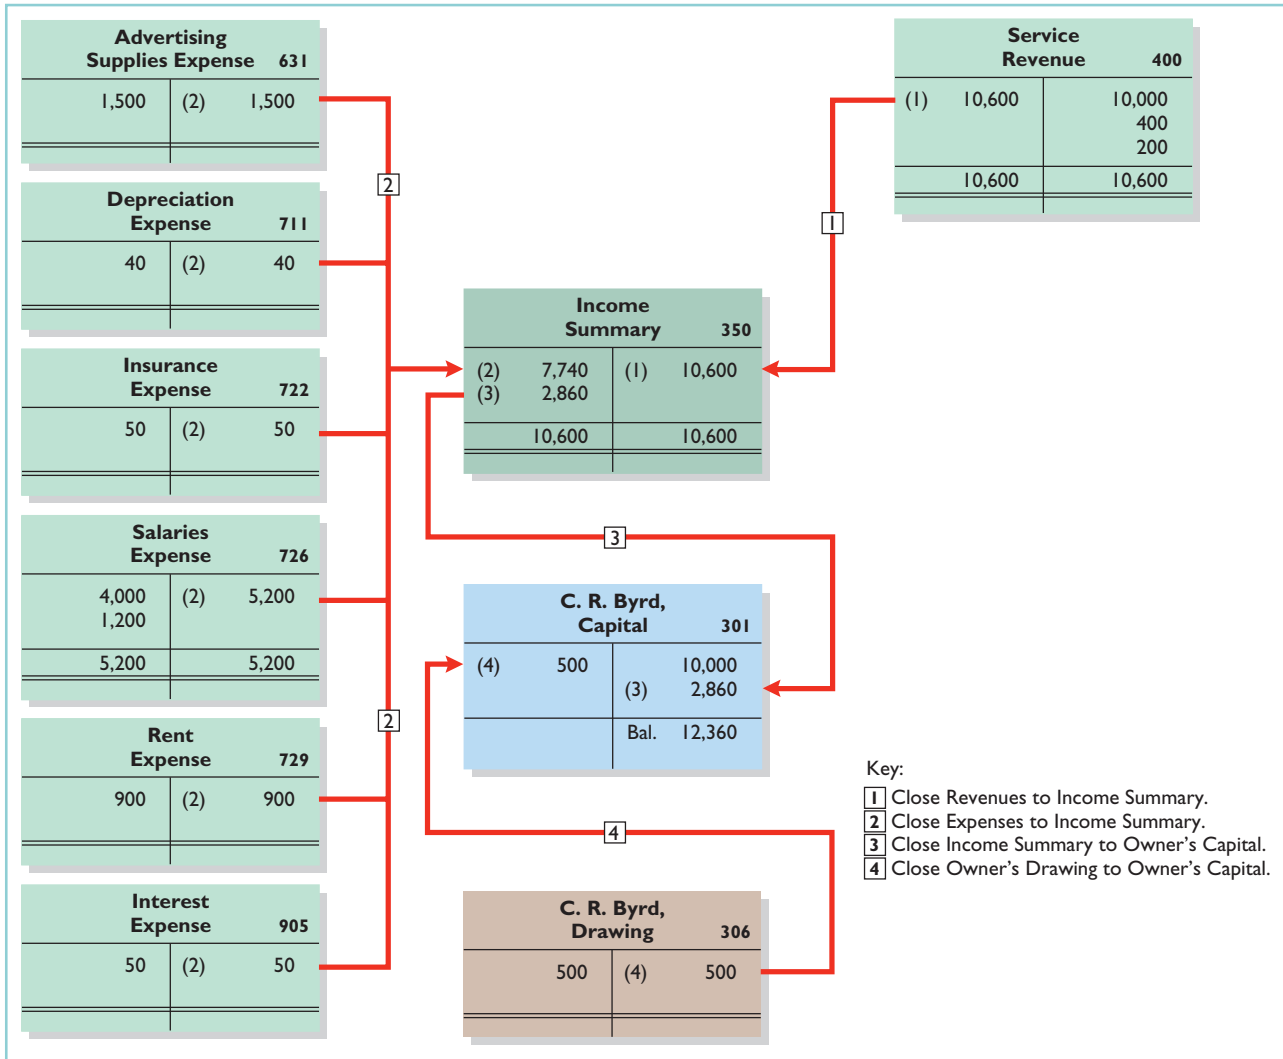 Advertising
Supplies Expense 631
1,500 (2) 1,500
Depreciation
Expense 711
40 (2) 40
Insurance
Expense 722
50 (2) 50
Salaries
Expense 726
4,000 (2) 5,200
1,200
5,200 5,200
Rent
Expense 729
900 (2) 900
Interest
Expense 905
50 (2) 50
2
2
Service
Revenue 400
(1) 10,600 10,000
400
200
10,600 10,600
1
Income
Summary 350
(2) 7,740 (1) 10,600
(3) 2,860
10,600 10,600
3
C. R. Byrd,
Capital 301
(4) 500 10,000
(3) 2,860
Bal. 12,360
4
C. R. Byrd,
Drawing 306
500 (4) 500
Key:
1 Close Revenues to Income Summary.
2 Close Expenses to Income Summary.
3 Close Income Summary to Owner's Capital.
4 Close Owner's Drawing to Owner's Capital.